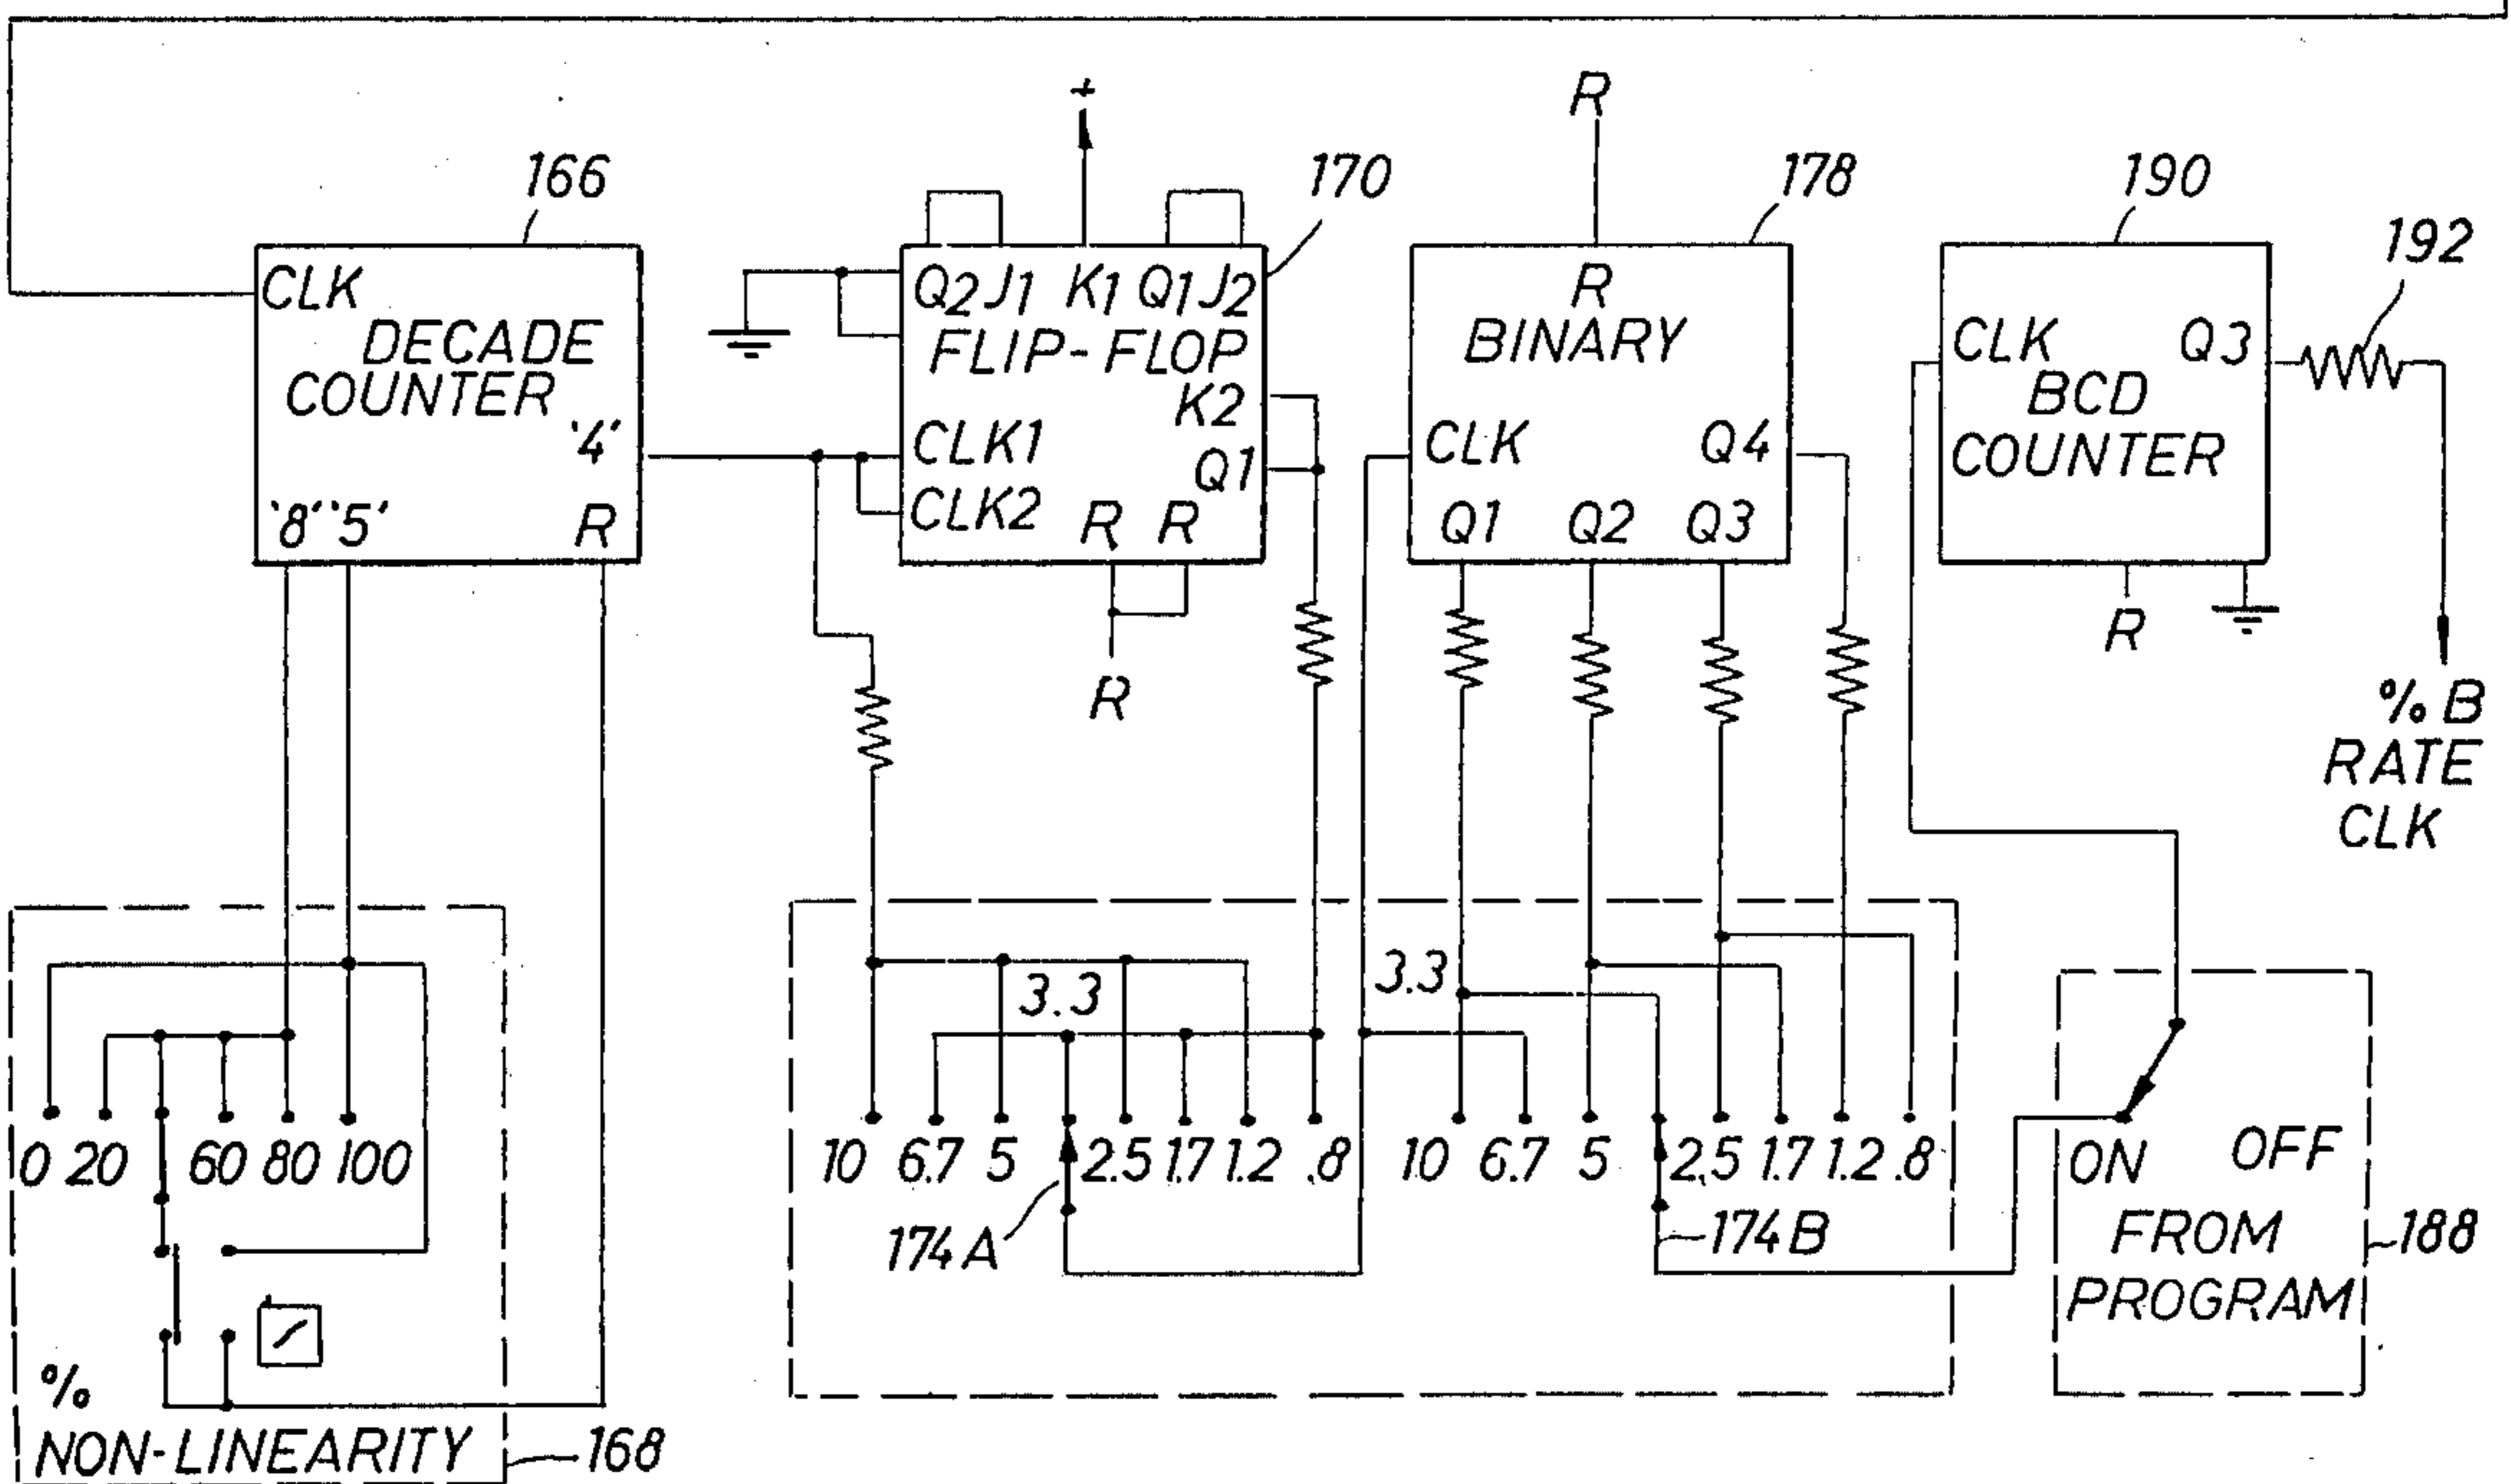 +
R
166
170
178
190
192
CLK
DECADE
COUNTER
'4'
'8' '5'
R
Q2 J1 K1 Q1 J2
FLIP-FLOP
K2
CLK1
Q1
CLK2
R R
R
R
BINARY
CLK
Q4
Q1 Q2 Q3
CLK
Q3
BCD
COUNTER
R
% B
RATE
CLK
3.3
3.3
0 20 60 80 100
10 6.7 5 2.5 1.7 1.2 .8
10 6.7 5 2.5 1.7 1.2 .8
ON OFF
FROM
PROGRAM
188
174A
174B
%
NON-LINEARITY
168